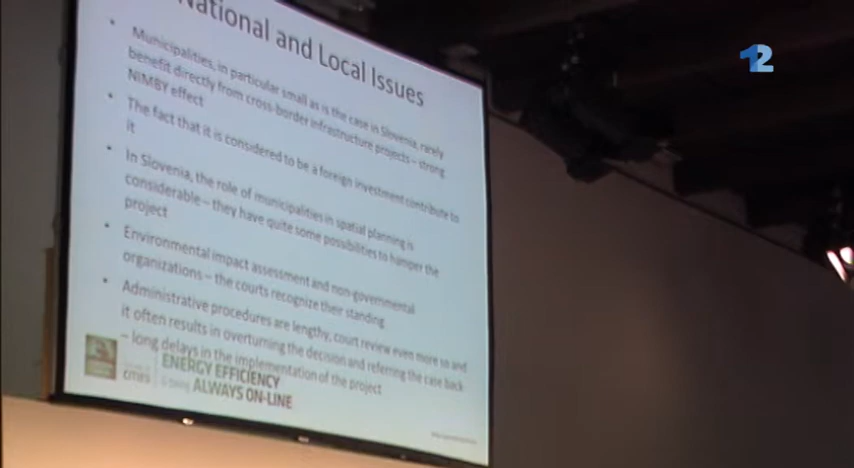 12
National and Local Issues
• Municipalities, in particular small as is the case in Slovenia, rarely
benefit directly from cross-border infrastructure projects – strong
NIMBY effect
• The fact that it is considered to be a foreign investment contribute to
it
• In Slovenia, the role of municipalities in spatial planning is
considerable – they have quite some possibilities to hamper the
project
• Environmental impact assessment and non-governmental
organizations – the courts recognize their standing
• Administrative procedures are lengthy, court review even more so and
it often results in overturning the decision and referring the case back
– long delays in the implementation of the project
ENERGY EFFICIENCY
ALWAYS ON-LINE